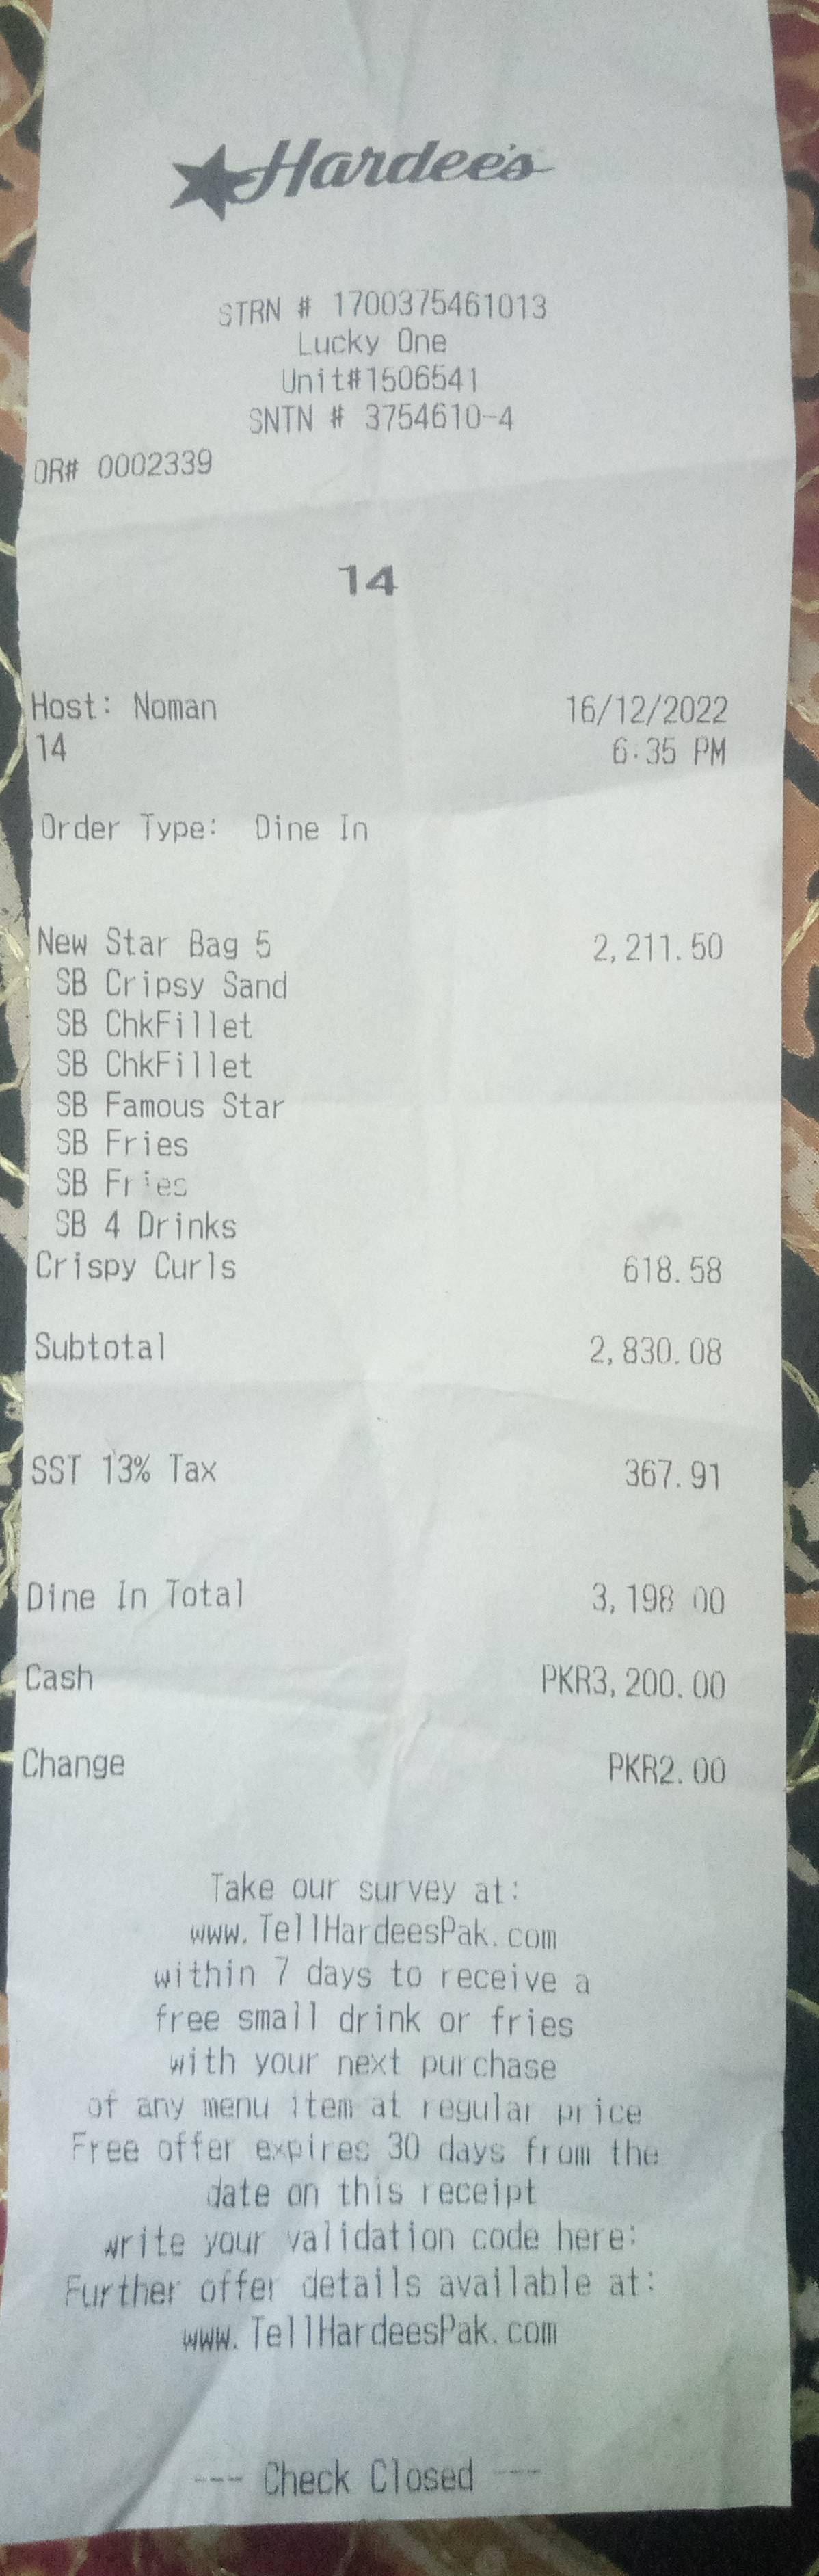 Hardee's
STRN # 1700375461013
Lucky One
Unit#1506541
SNTN # 3754610-4
OR# 0002339
14
Host: Noman 16/12/2022
14 6:35 PM
Order Type: Dine In
New Star Bag 5 2,211.50
SB Cripsy Sand
SB ChkFillet
SB ChkFillet
SB Famous Star
SB Fries
SB Fries
SB 4 Drinks
Crispy Curls 618.58
Subtotal 2,830.08
SST 13% Tax 367.91
Dine In Total 3,198 00
Cash PKR3,200.00
Change PKR2.00
Take our survey at:
www.TellHardeesPak.com
within 7 days to receive a
free small drink or fries
with your next purchase
of any menu item at regular price
Free offer expires 30 days from the
date on this receipt
write your validation code here:
Further offer details available at:
www.TellHardeesPak.com
--- Check Closed ---